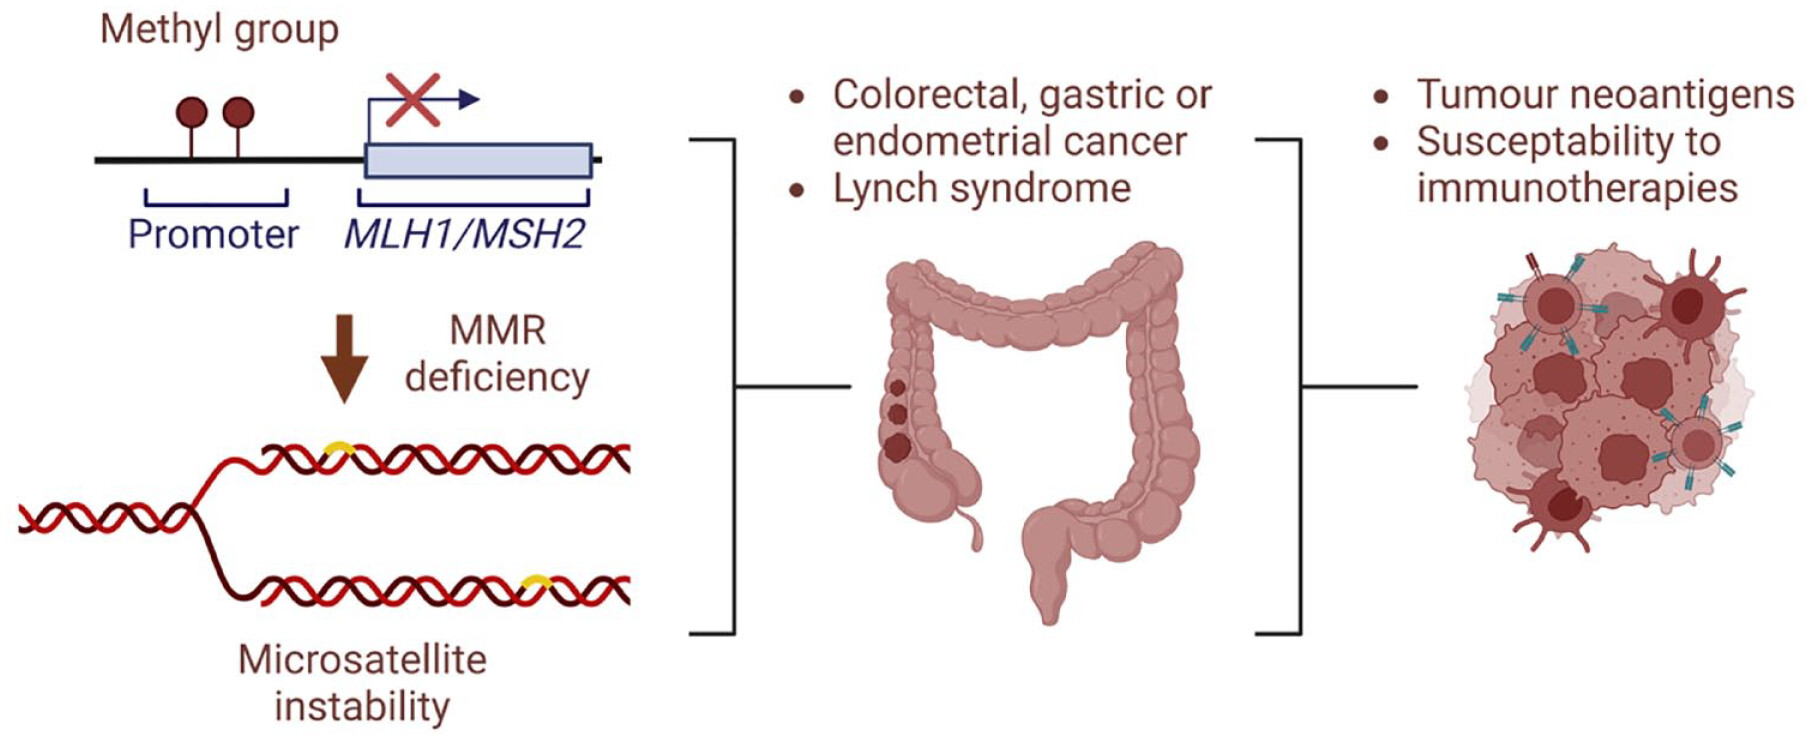 Methyl group
Promoter
MLH1/MSH2
MMR
deficiency
Microsatellite
instability
• Colorectal, gastric or
endometrial cancer
• Lynch syndrome
• Tumour neoantigens
• Susceptability to
immunotherapies